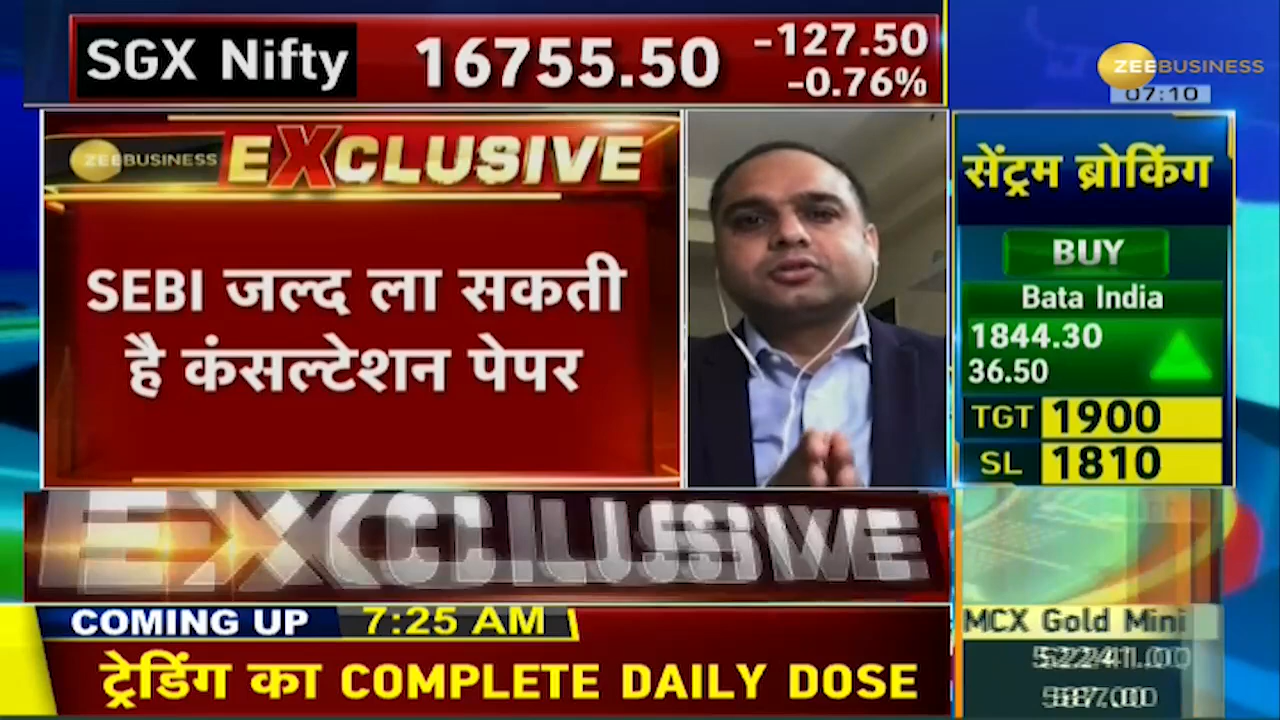 SGX Nifty 16755.50 -127.50
-0.76%
ZEEBUSINESS
07:10
ZEEBUSINESS EXCLUSIVE
SEBI जल्द ला सकती
है कंसल्टेशन पेपर
सेंट्रम ब्रोकिंग
BUY
Bata India
1844.30
36.50
TGT 1900
SL 1810
EXCLUSIVE
COMING UP 7:25 AM
ट्रेडिंग का COMPLETE DAILY DOSE
MCX Gold Mini